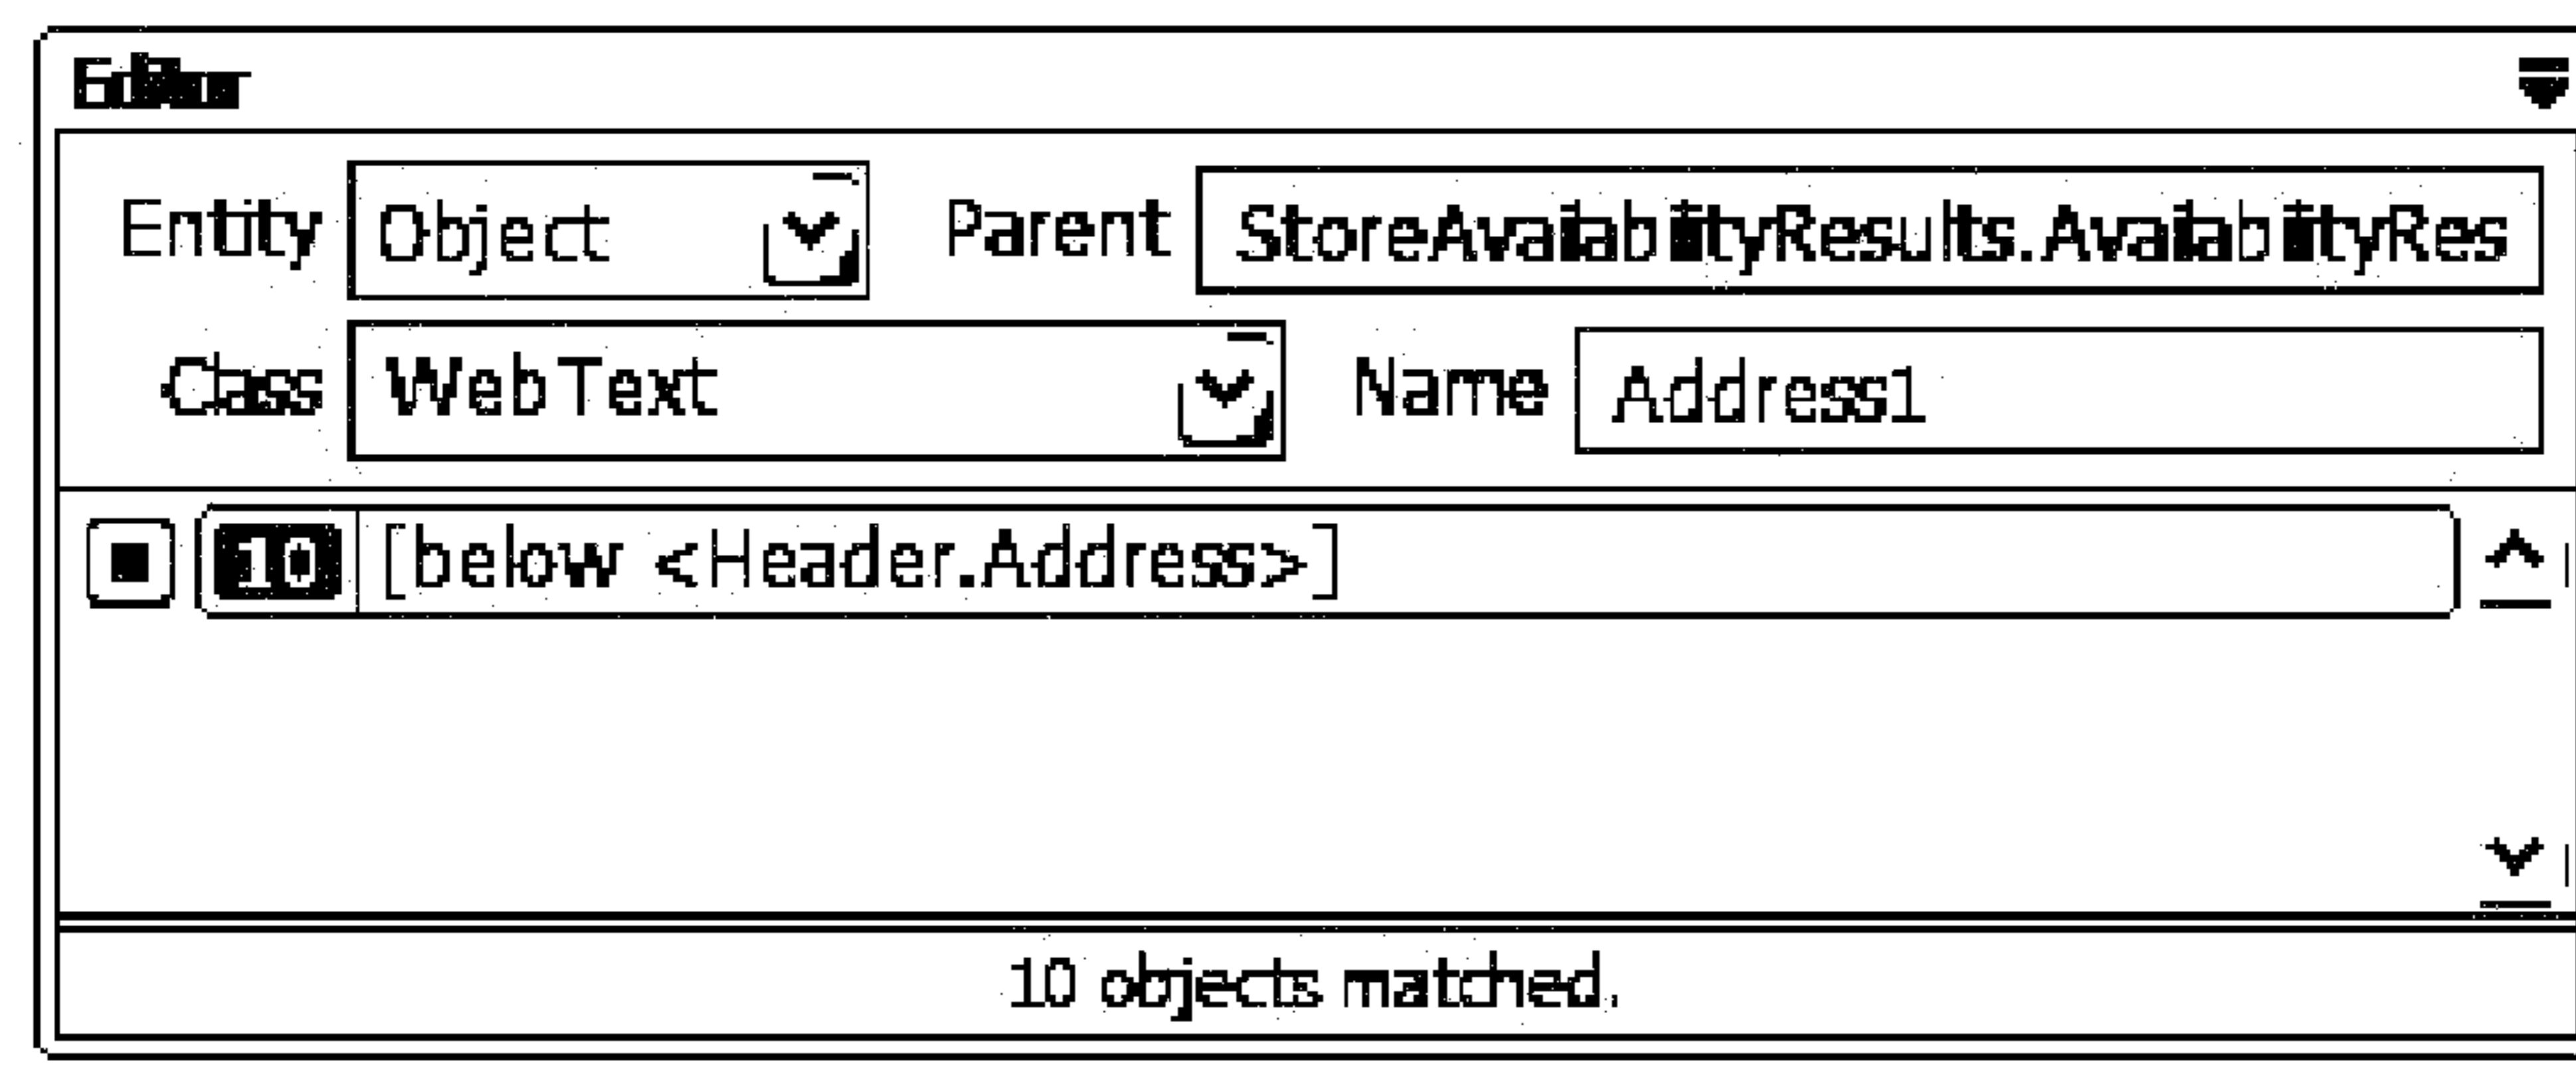 Editor
Entity Object Parent StoreAvailabilityResults.AvailabilityRes
Class WebText Name Address1
10 [below <Header.Address>]
10 objects matched.